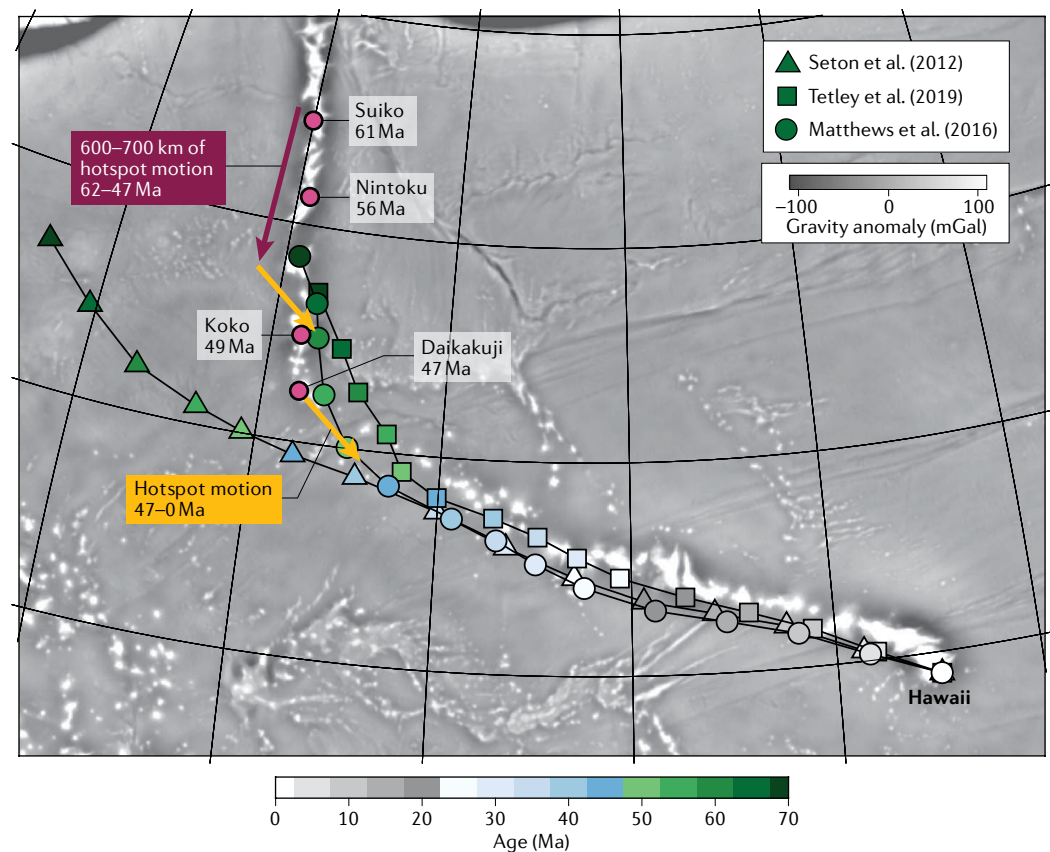 Seton et al. (2012)
Tetley et al. (2019)
Matthews et al. (2016)
−100 0 100
Gravity anomaly (mGal)
Suiko
61 Ma
600–700 km of
hotspot motion
62–47 Ma
Nintoku
56 Ma
Koko
49 Ma
Daikakuji
47 Ma
Hotspot motion
47–0 Ma
Hawaii
0 10 20 30 40 50 60 70
Age (Ma)